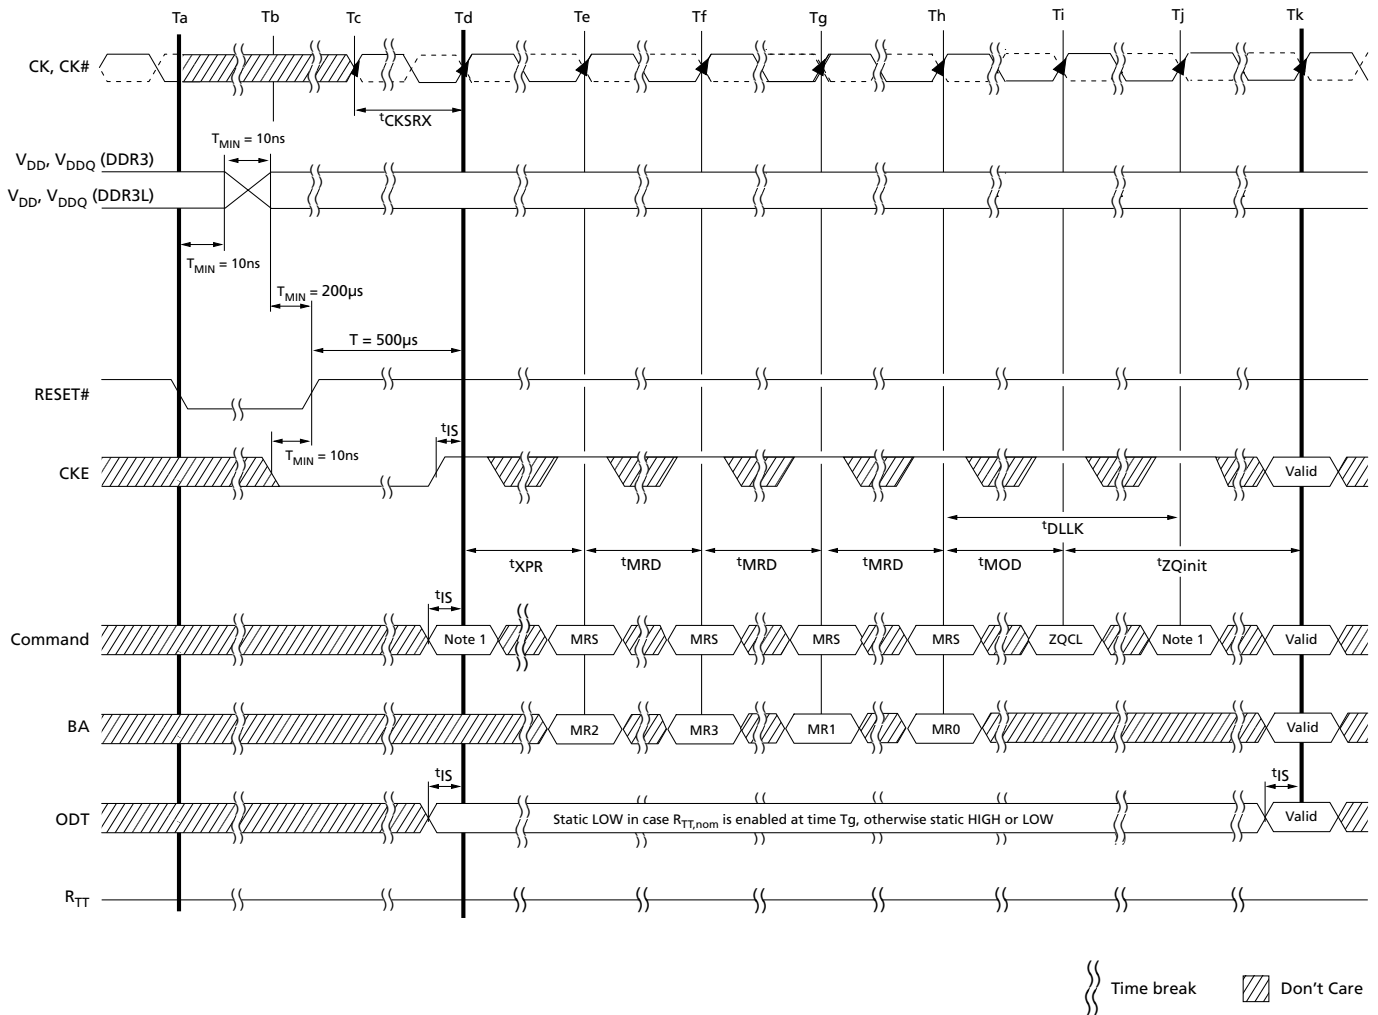 Ta Tb Tc Td Te Tf Tg Th Ti Tj Tk
CK, CK#
tCKSRX
TMIN = 10ns
VDD, VDDQ (DDR3)
VDD, VDDQ (DDR3L)
TMIN = 10ns
TMIN = 200µs
T = 500µs
RESET#
tIS
TMIN = 10ns
CKE
Valid
tDLLK
tXPR tMRD tMRD tMRD tMOD tZQinit
tIS
Command Note 1 MRS MRS MRS MRS ZQCL Note 1 Valid
BA MR2 MR3 MR1 MR0 Valid
tIS tIS
ODT Static LOW in case RTT,nom is enabled at time Tg, otherwise static HIGH or LOW Valid
RTT
Time break Don't Care